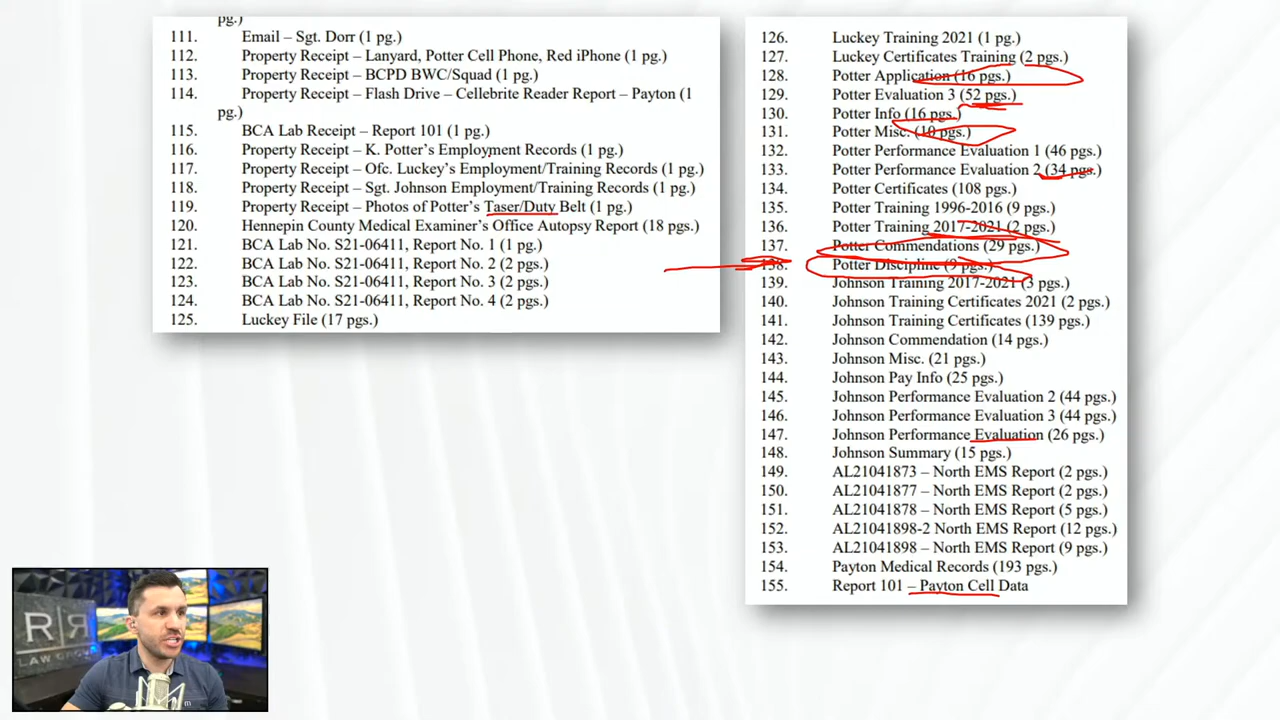 pg.)
111. Email – Sgt. Dorr (1 pg.)
112. Property Receipt – Lanyard, Potter Cell Phone, Red iPhone (1 pg.)
113. Property Receipt – BCPD BWC/Squad (1 pg.)
114. Property Receipt – Flash Drive – Cellebrite Reader Report – Payton (1
pg.)
115. BCA Lab Receipt – Report 101 (1 pg.)
116. Property Receipt – K. Potter's Employment Records (1 pg.)
117. Property Receipt – Ofc. Luckey's Employment/Training Records (1 pg.)
118. Property Receipt – Sgt. Johnson Employment/Training Records (1 pg.)
119. Property Receipt – Photos of Potter's Taser/Duty Belt (1 pg.)
120. Hennepin County Medical Examiner's Office Autopsy Report (18 pgs.)
121. BCA Lab No. S21-06411, Report No. 1 (1 pg.)
122. BCA Lab No. S21-06411, Report No. 2 (2 pgs.)
123. BCA Lab No. S21-06411, Report No. 3 (2 pgs.)
124. BCA Lab No. S21-06411, Report No. 4 (2 pgs.)
125. Luckey File (17 pgs.)
126. Luckey Training 2021 (1 pg.)
127. Luckey Certificates Training (2 pgs.)
128. Potter Application (16 pgs.)
129. Potter Evaluation 3 (52 pgs.)
130. Potter Info (16 pgs.)
131. Potter Misc. (10 pgs.)
132. Potter Performance Evaluation 1 (46 pgs.)
133. Potter Performance Evaluation 2 (34 pgs.)
134. Potter Certificates (108 pgs.)
135. Potter Training 1996-2016 (9 pgs.)
136. Potter Training 2017-2021 (2 pgs.)
137. Potter Commendations (29 pgs.)
138. Potter Discipline (9 pgs.)
139. Johnson Training 2017-2021 (3 pgs.)
140. Johnson Training Certificates 2021 (2 pgs.)
141. Johnson Training Certificates (139 pgs.)
142. Johnson Commendation (14 pgs.)
143. Johnson Misc. (21 pgs.)
144. Johnson Pay Info (25 pgs.)
145. Johnson Performance Evaluation 2 (44 pgs.)
146. Johnson Performance Evaluation 3 (44 pgs.)
147. Johnson Performance Evaluation (26 pgs.)
148. Johnson Summary (15 pgs.)
149. AL21041873 – North EMS Report (2 pgs.)
150. AL21041877 – North EMS Report (2 pgs.)
151. AL21041878 – North EMS Report (5 pgs.)
152. AL21041898-2 North EMS Report (12 pgs.)
153. AL21041898 – North EMS Report (9 pgs.)
154. Payton Medical Records (193 pgs.)
155. Report 101 – Payton Cell Data
R|R
LAW GROUP